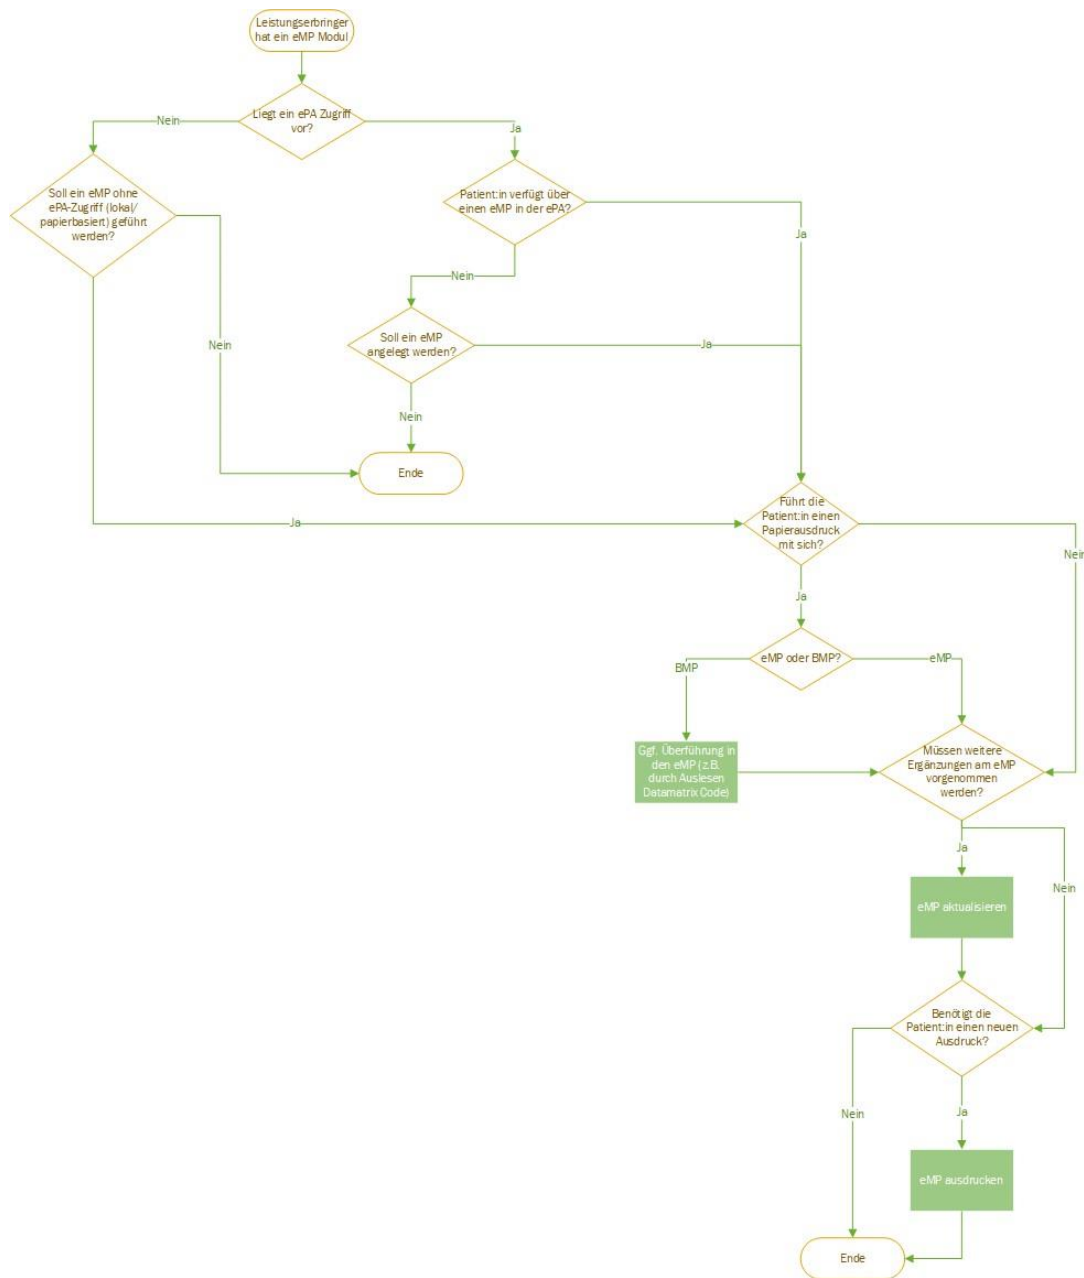 Leistungserbringer
hat ein eMP Modul
Liegt ein ePA Zugriff
vor?
Nein
Ja
Soll ein eMP ohne
ePA-Zugriff (lokal/
papierbasiert) geführt
werden?
Patient:in verfügt über
einen eMP in der ePA?
Ja
Nein
Soll ein eMP
angelegt werden?
Nein
Ja
Nein
Ende
Ja
Führt die
Patient:in einen
Papierausdruck
mit sich?
Nein
Ja
eMP oder BMP?
BMP
eMP
Ggf. Überführung in
den eMP (z.B.
durch Auslesen
Datamatrix Code)
Müssen weitere
Ergänzungen am eMP
vorgenommen
werden?
Ja
Nein
eMP aktualisieren
Benötigt die
Patient:in einen neuen
Ausdruck?
Nein
Ja
eMP ausdrucken
Ende